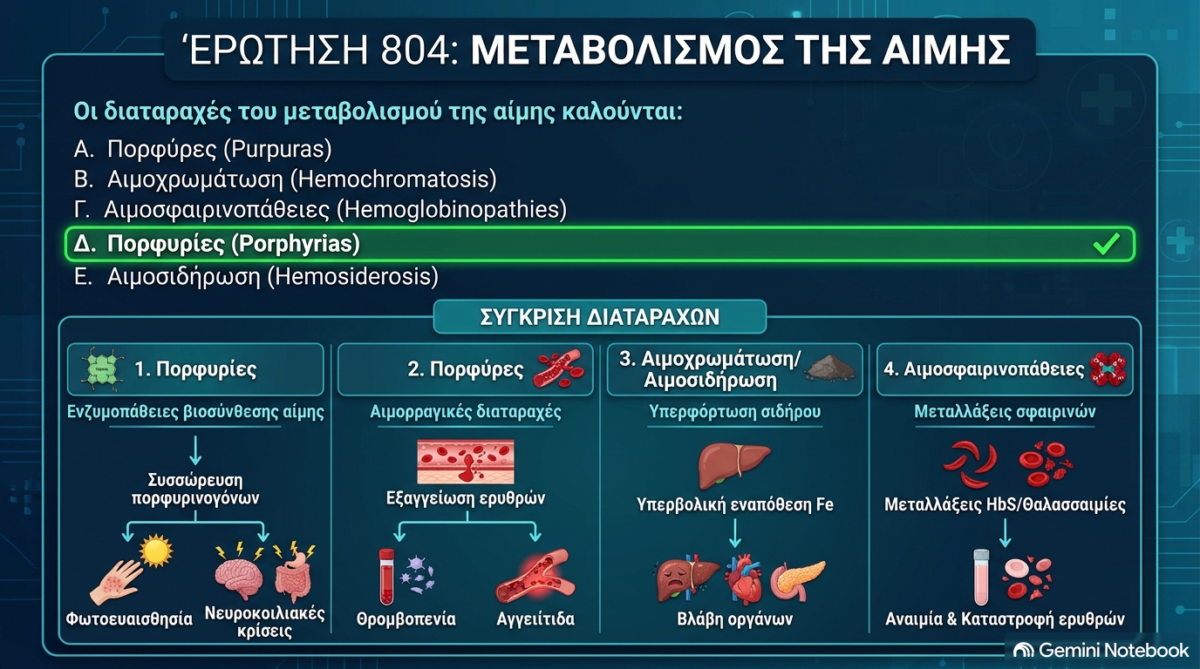 ‘ΈΡΩΤΗΣΗ 804: ΜΕΤΑΒΟΛΙΣΜΟΣ ΤΗΣ ΑΙΜΗΣ
Οι διαταραχές του μεταβολισμού της αίμης καλούνται:
Α. Πορφύρες (Purpuras)
Β. Αιμοχρωμάτωση (Hemochromatosis)
Γ. Αιμοσφαιρινοπάθειες (Hemoglobinopathies)
Δ. Πορφυρίες (Porphyrias)
Ε. Αιμοσιδήρωση (Hemosiderosis)
ΣΥΓΚΡΙΣΗ ΔΙΑΤΑΡΑΧΩΝ
1. Πορφυρίες
Ενζυμοπάθειες βιοσύνθεσης αίμης
Συσσώρευση
πορφυρινογόνων
Φωτοευαισθησία
Νευροκοιλιακές
κρίσεις
2. Πορφύρες
Αιμορραγικές διαταραχές
Εξαγγείωση ερυθρών
Θρομβοπενία
Αγγειίτιδα
3. Αιμοχρωμάτωση/
Αιμοσιδήρωση
Υπερφόρτωση σιδήρου
Υπερβολική εναπόθεση Fe
Βλάβη οργάνων
4. Αιμοσφαιρινοπάθειες
Μεταλλάξεις σφαιρινών
Μεταλλάξεις HbS/Θαλασσαιμίες
Αναιμία & Καταστροφή ερυθρών
Gemini Notebook